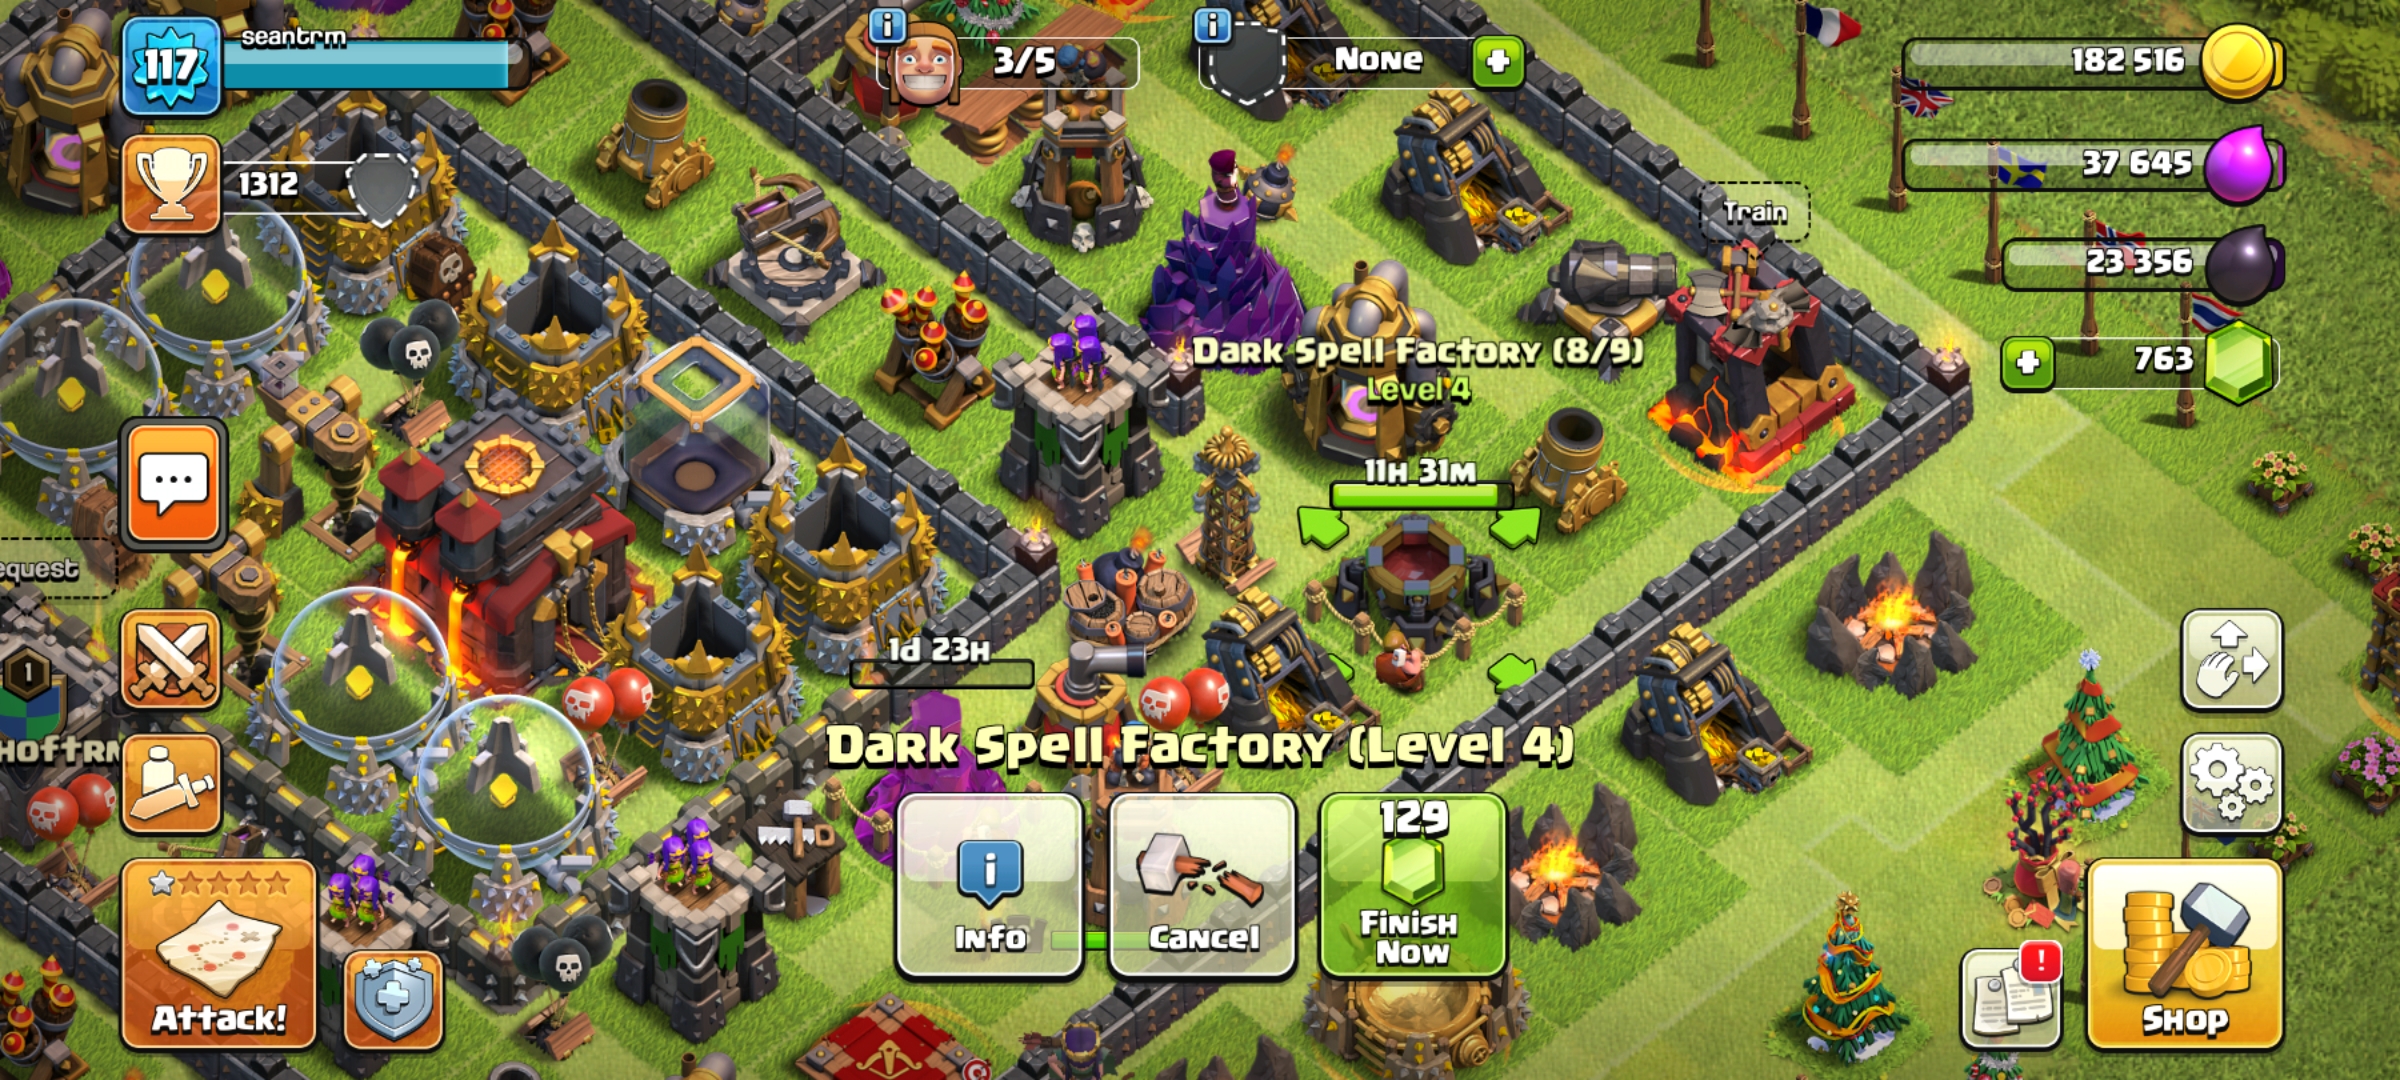 117
seantrm
3/5
None
182 516
1312
37 645
Train
23 356
763
Dark Spell Factory (8/9)
Level 4
11H 31M
equest
1d 23H
1
HOFTRM
Dark Spell Factory (Level 4)
129
Info
Cancel
Finish
Now
Attack!
Shop